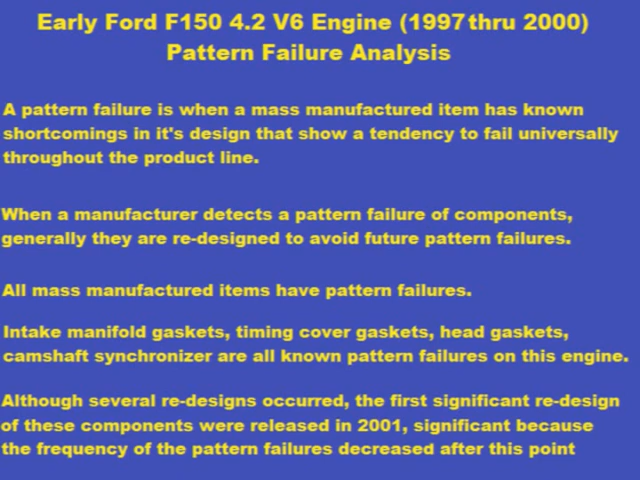 Early Ford F150 4.2 V6 Engine (1997 thru 2000)
Pattern Failure Analysis
A pattern failure is when a mass manufactured item has known
shortcomings in it's design that show a tendency to fail universally
throughout the product line.
When a manufacturer detects a pattern failure of components,
generally they are re-designed to avoid future pattern failures.
All mass manufactured items have pattern failures.
Intake manifold gaskets, timing cover gaskets, head gaskets,
camshaft synchronizer are all known pattern failures on this engine.
Although several re-designs occurred, the first significant re-design
of these components were released in 2001, significant because
the frequency of the pattern failures decreased after this point